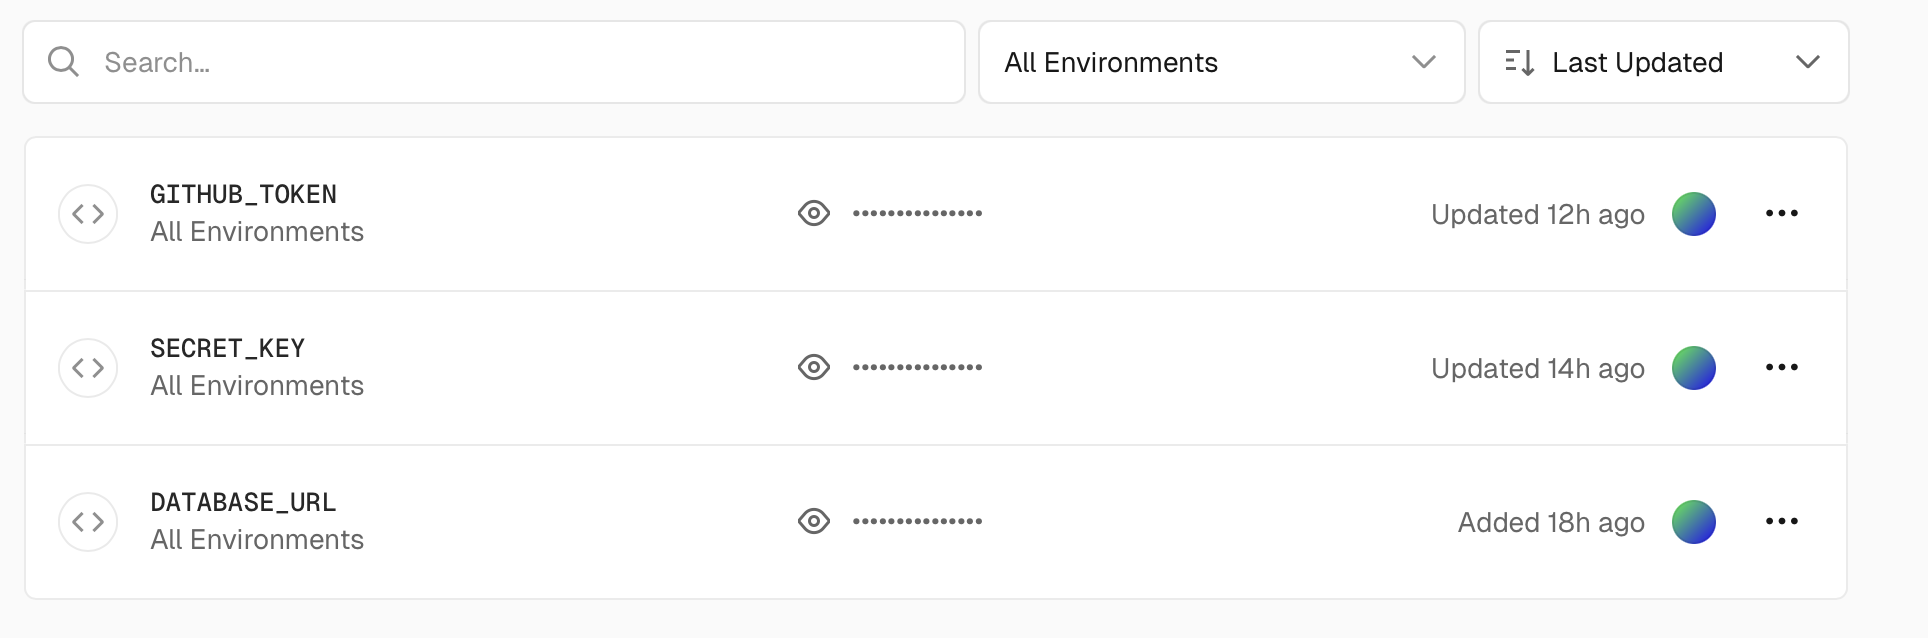 Search...
All Environments
Last Updated
GITHUB_TOKEN
All Environments
•••••••••••••••
Updated 12h ago
SECRET_KEY
All Environments
•••••••••••••••
Updated 14h ago
DATABASE_URL
All Environments
•••••••••••••••
Added 18h ago